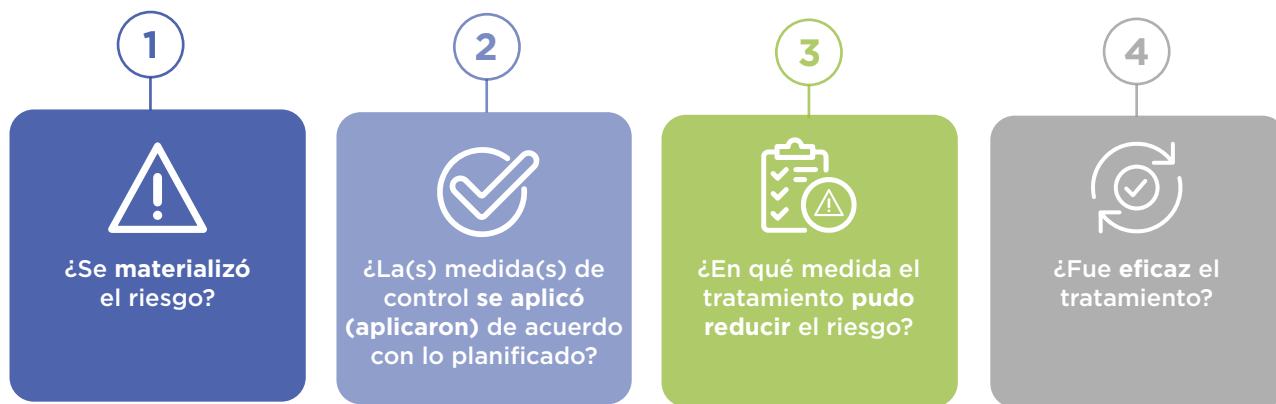 1
¿Se materializó
el riesgo?
2
¿La(s) medida(s) de
control se aplicó
(aplicaron) de acuerdo
con lo planificado?
3
¿En qué medida el
tratamiento pudo
reducir el riesgo?
4
¿Fue eficaz el
tratamiento?